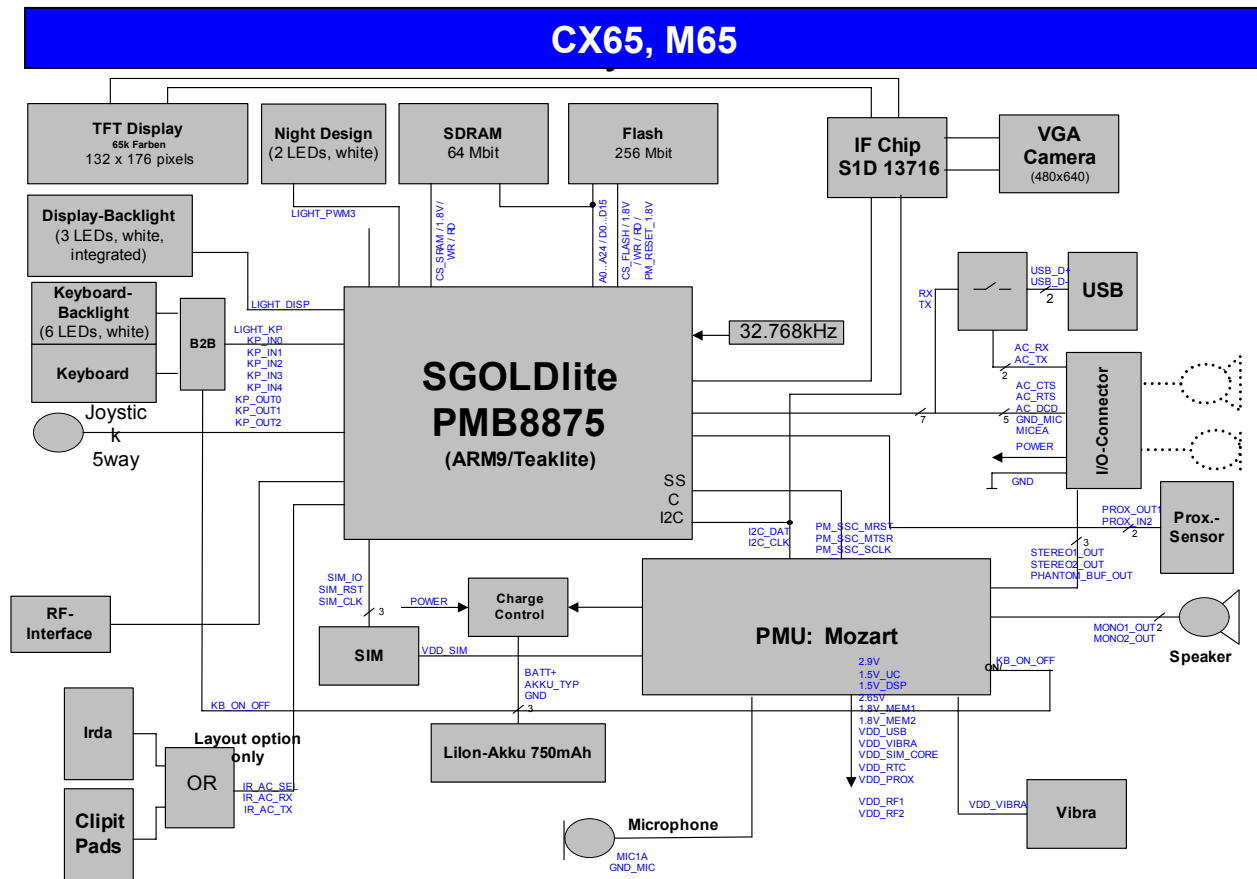 CX65, M65
TFT Display
65k Farben
132 x 176 pixels
Night Design
(2 LEDs, white)
SDRAM
64 Mbit
Flash
256 Mbit
IF Chip
S1D 13716
VGA
Camera
(480x640)
LIGHT_PWM3
CS_SRAM / 1.8V/
WR / RD
A0...A24 / D0...D15
CS_FLASH / 1.8V
/ WR / RD /
PM_RESET_1.8V
Display-Backlight
(3 LEDs, white,
integrated)
LIGHT_DISP
Keyboard-
Backlight
(6 LEDs, white)
Keyboard
B2B
LIGHT_KP
KP_IN0
KP_IN1
KP_IN2
KP_IN3
KP_IN4
KP_OUT0
KP_OUT1
KP_OUT2
Joystic
k
5way
SGOLDlite
PMB8875
(ARM9/Teaklite)
SS
C
I2C
32.768kHz
RX
TX
USB_D+
USB_D-
2
USB
AC_RX
AC_TX
2
AC_CTS
AC_RTS
AC_DCD
GND_MIC
MICEA
7
5
POWER
GND
I/O-Connector
PROX_OUT1
PROX_IN2
2
Prox.-
Sensor
I2C_DAT
I2C_CLK
PM_SSC_MRST
PM_SSC_MTSR
PM_SSC_SCLK
3
STEREO1_OUT
STEREO2_OUT
PHANTOM_BUF_OUT
SIM_IO
SIM_RST
SIM_CLK
3
POWER
Charge
Control
RF-
Interface
SIM
VDD_SIM
PMU: Mozart
MONO1_OUT
MONO2_OUT
2
Speaker
BATT+
AKKU_TYP
GND
3
2.9V
1.5V_UC
1.5V_DSP
2.65V
1.8V_MEM1
1.8V_MEM2
VDD_USB
VDD_VIBRA
VDD_SIM_CORE
VDD_RTC
VDD_PROX
VDD_RF1
VDD_RF2
ON/
KB_ON_OFF
KB_ON_OFF
Irda
Layout option
only
LiIon-Akku 750mAh
OR
IR_AC_SEL
IR_AC_RX
IR_AC_TX
Clipit
Pads
Microphone
MIC1A
GND_MIC
VDD_VIBRA
Vibra